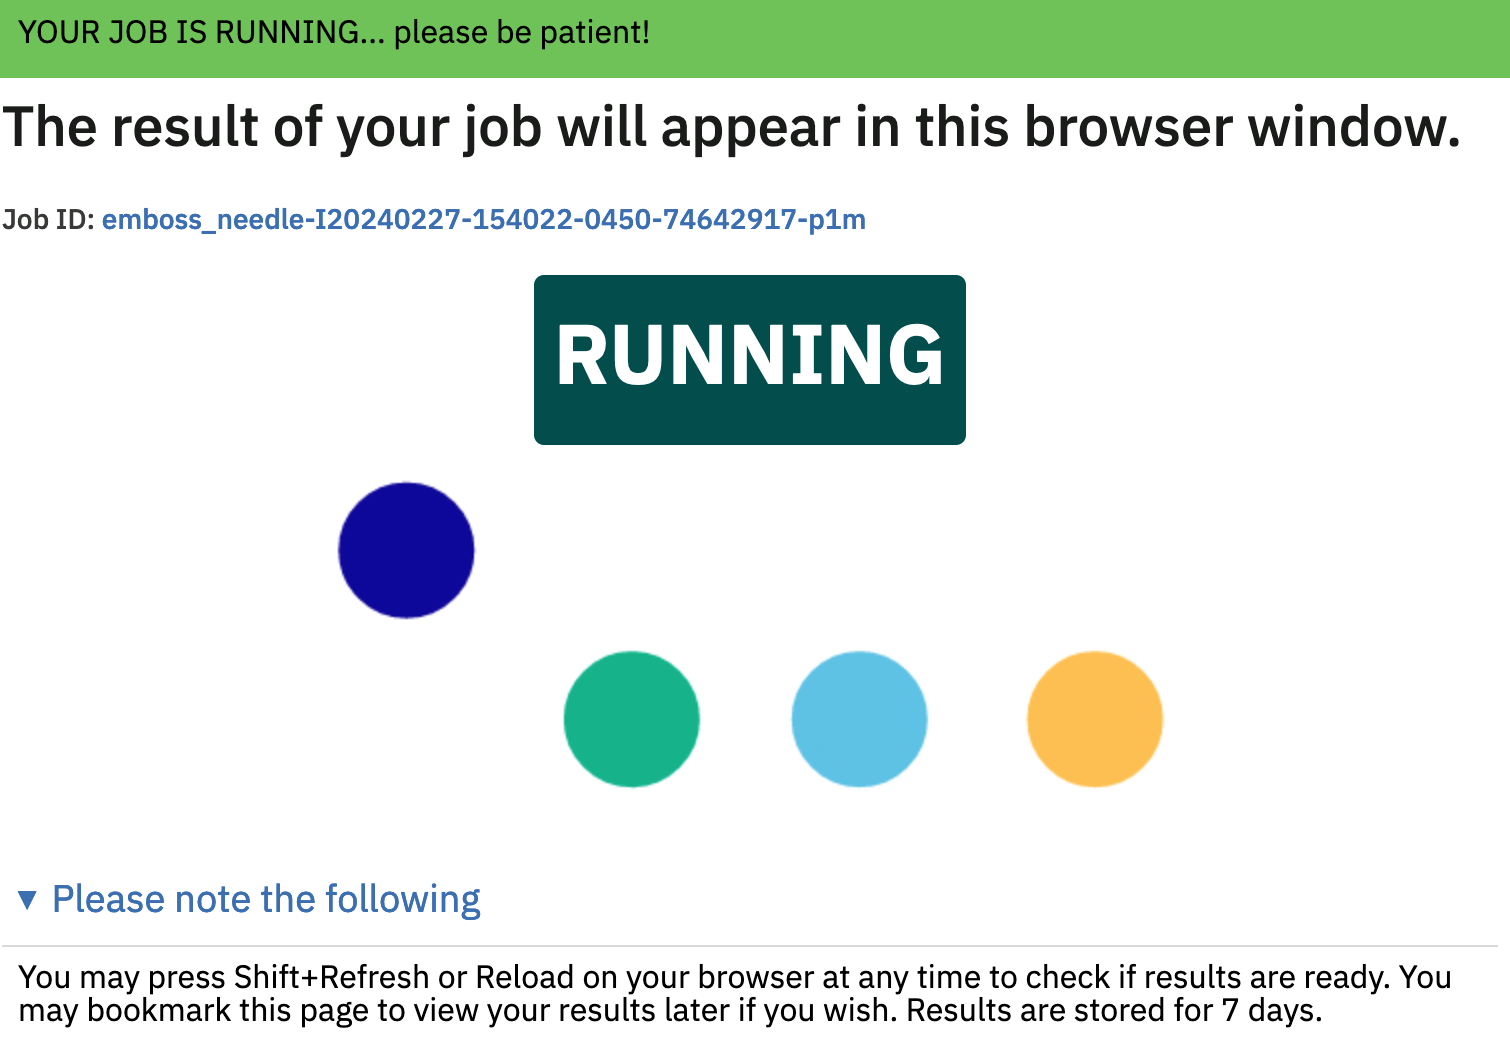 YOUR JOB IS RUNNING... please be patient!
The result of your job will appear in this browser window.
Job ID: emboss_needle-I20240227-154022-0450-74642917-p1m
RUNNING
▼ Please note the following
You may press Shift+Refresh or Reload on your browser at any time to check if results are ready. You
may bookmark this page to view your results later if you wish. Results are stored for 7 days.